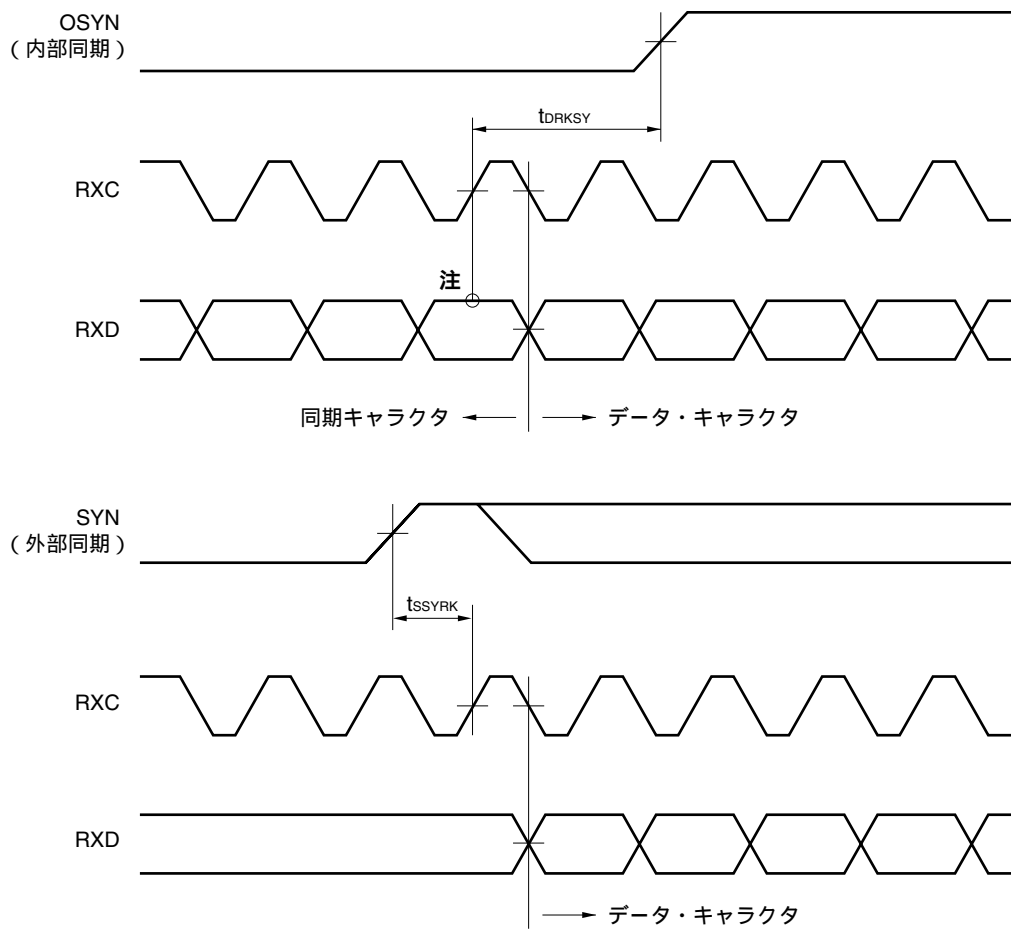 OSYN
（内部同期）
tDRKSY
RXC
注
RXD
同期キャラクタ
データ・キャラクタ
SYN
（外部同期）
tSSYRK
RXC
RXD
データ・キャラクタ